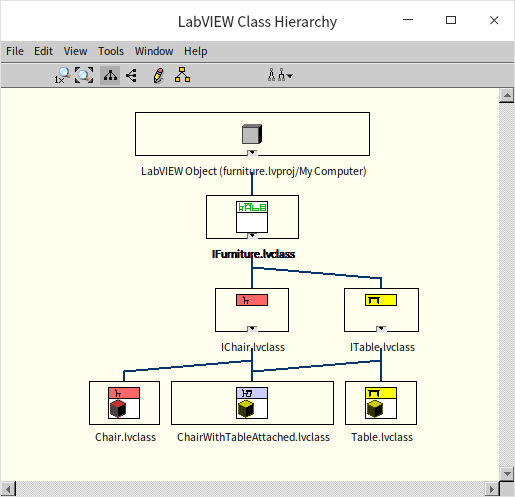 LabVIEW Class Hierarchy
File Edit View Tools Window Help
1x
LabVIEW Object (furniture.lvproj/My Computer)
IFurniture.lvclass
IChair.lvclass ITable.lvclass
Chair.lvclass ChairWithTableAttached.lvclass Table.lvclass